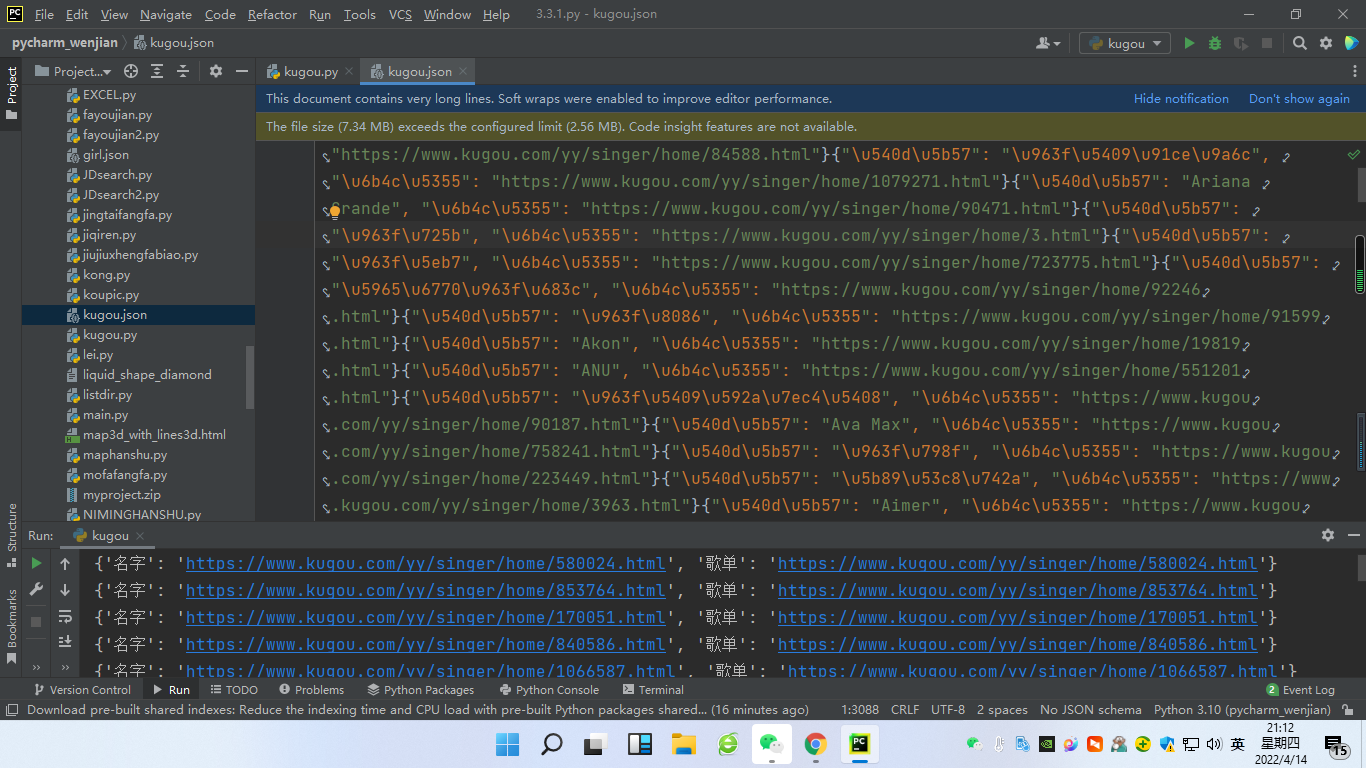 PC File Edit View Navigate Code Refactor Run Tools VCS Window Help 3.3.1.py - kugou.json
pycharm_wenjian kugou.json kugou
Project Project... kugou.py kugou.json
This document contains very long lines. Soft wraps were enabled to improve editor performance. Hide notification Don't show again
The file size (7.34 MB) exceeds the configured limit (2.56 MB). Code insight features are not available.
EXCEL.py
fayoujian.py
fayoujian2.py
girl.json
JDsearch.py
JDsearch2.py
jingtaifangfa.py
jiqiren.py
jiujiuxhengfabiao.py
kong.py
koupic.py
kugou.json
kugou.py
lei.py
liquid_shape_diamond
listdir.py
main.py
map3d_with_lines3d.html
maphanshu.py
mofafangfa.py
myproject.zip
NIMINGHANSHU.py
"https://www.kugou.com/yy/singer/home/84588.html"}{"\u540d\u5b57": "\u963f\u5409\u91ce\u9a6c",
"\u6b4c\u5355": "https://www.kugou.com/yy/singer/home/1079271.html"}{"\u540d\u5b57": "Ariana
Grande", "\u6b4c\u5355": "https://www.kugou.com/yy/singer/home/90471.html"}{"\u540d\u5b57":
"\u963f\u725b", "\u6b4c\u5355": "https://www.kugou.com/yy/singer/home/3.html"}{"\u540d\u5b57":
"\u963f\u5eb7", "\u6b4c\u5355": "https://www.kugou.com/yy/singer/home/723775.html"}{"\u540d\u5b57":
"\u5965\u6770\u963f\u683c", "\u6b4c\u5355": "https://www.kugou.com/yy/singer/home/92246
.html"}{"\u540d\u5b57": "\u963f\u8086", "\u6b4c\u5355": "https://www.kugou.com/yy/singer/home/91599
.html"}{"\u540d\u5b57": "Akon", "\u6b4c\u5355": "https://www.kugou.com/yy/singer/home/19819
.html"}{"\u540d\u5b57": "ANU", "\u6b4c\u5355": "https://www.kugou.com/yy/singer/home/551201
.html"}{"\u540d\u5b57": "\u963f\u5409\u592a\u7ec4\u5408", "\u6b4c\u5355": "https://www.kugou
.com/yy/singer/home/90187.html"}{"\u540d\u5b57": "Ava Max", "\u6b4c\u5355": "https://www.kugou
.com/yy/singer/home/758241.html"}{"\u540d\u5b57": "\u963f\u798f", "\u6b4c\u5355": "https://www.kugou
.com/yy/singer/home/223449.html"}{"\u540d\u5b57": "\u5b89\u53c8\u742a", "\u6b4c\u5355": "https://www
.kugou.com/yy/singer/home/3963.html"}{"\u540d\u5b57": "Aimer", "\u6b4c\u5355": "https://www.kugou
Structure
Bookmarks
Run: kugou
{'名字': 'https://www.kugou.com/yy/singer/home/580024.html', '歌单': 'https://www.kugou.com/yy/singer/home/580024.html'}
{'名字': 'https://www.kugou.com/yy/singer/home/853764.html', '歌单': 'https://www.kugou.com/yy/singer/home/853764.html'}
{'名字': 'https://www.kugou.com/yy/singer/home/170051.html', '歌单': 'https://www.kugou.com/yy/singer/home/170051.html'}
{'名字': 'https://www.kugou.com/yy/singer/home/840586.html', '歌单': 'https://www.kugou.com/yy/singer/home/840586.html'}
{'名字': 'https://www.kugou.com/yy/singer/home/1066587.html', '歌单': 'https://www.kugou.com/yy/singer/home/1066587.html'}
Version Control Run TODO Problems Python Packages Python Console Terminal 2 Event Log
Download pre-built shared indexes: Reduce the indexing time and CPU load with pre-built Python packages shared... (16 minutes ago) 1:3088 CRLF UTF-8 2 spaces No JSON schema Python 3.10 (pycharm_wenjian)
PC 英 21:12
星期四
2022/4/14 15